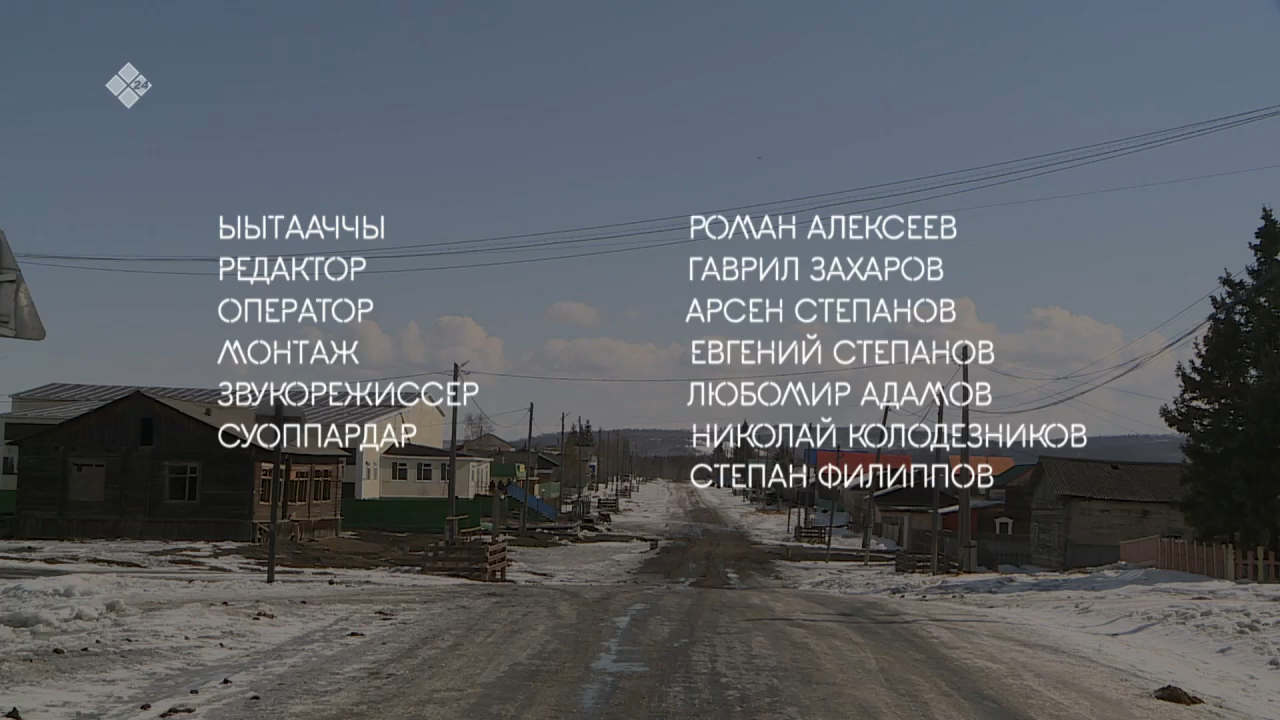 24
ЫЫТААЧЧЫ РОМАН АЛЕКСЕЕВ
РЕДАКТОР ГАВРИЛ ЗАХАРОВ
ОПЕРАТОР АРСЕН СТЕПАНОВ
МОНТАЖ ЕВГЕНИЙ СТЕПАНОВ
ЗВУКОРЕЖИССЕР ЛЮБОМИР АДАМОВ
СУОППАРДАР НИКОЛАЙ КОЛОДЕЗНИКОВ
СТЕПАН ФИЛИППОВ